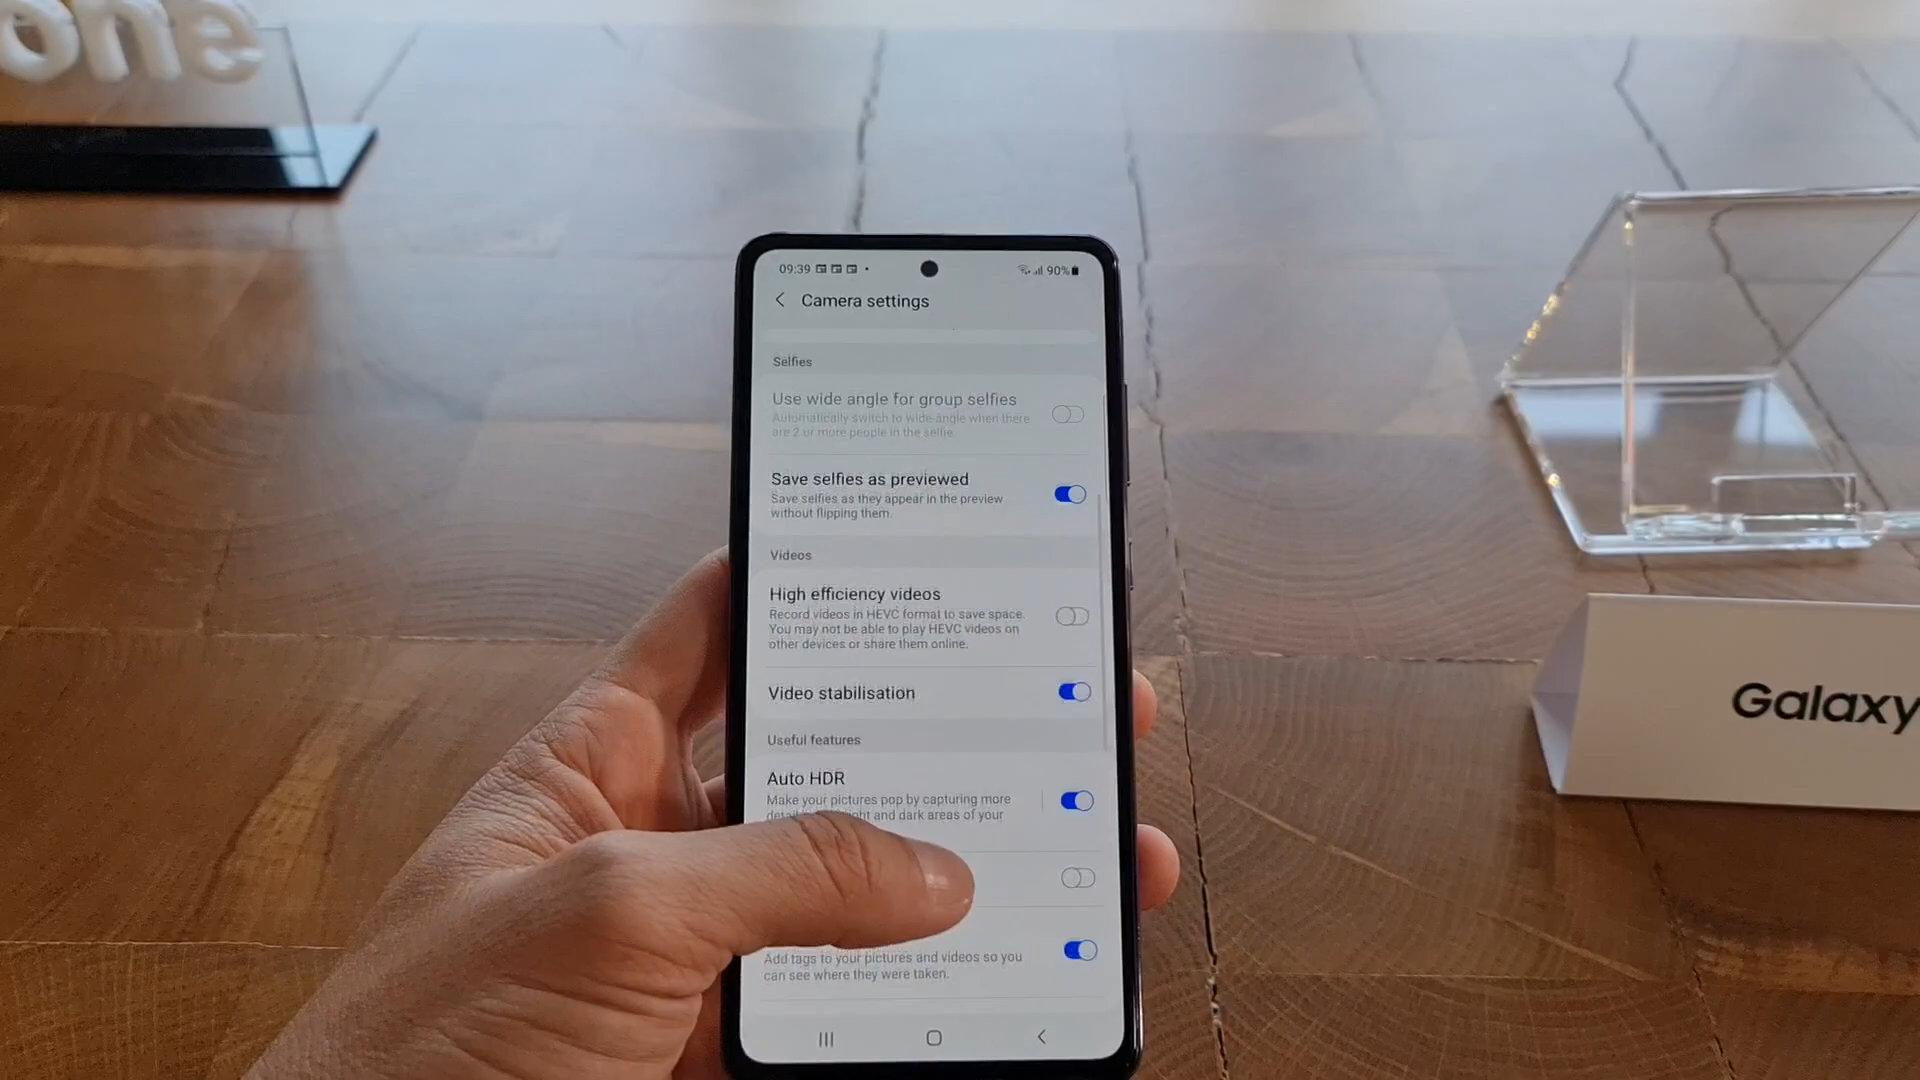 one
09:39
90%
Camera settings
Selfies
Use wide angle for group selfies
Automatically switch to wide-angle when there
are 2 or more people in the selfie.
Save selfies as previewed
Save selfies as they appear in the preview
without flipping them.
Videos
High efficiency videos
Record videos in HEVC format to save space.
You may not be able to play HEVC videos on
other devices or share them online.
Video stabilisation
Useful features
Auto HDR
Make your pictures pop by capturing more
and dark areas of your
Add tags to your pictures and videos so you
can see where they were taken.
Galaxy